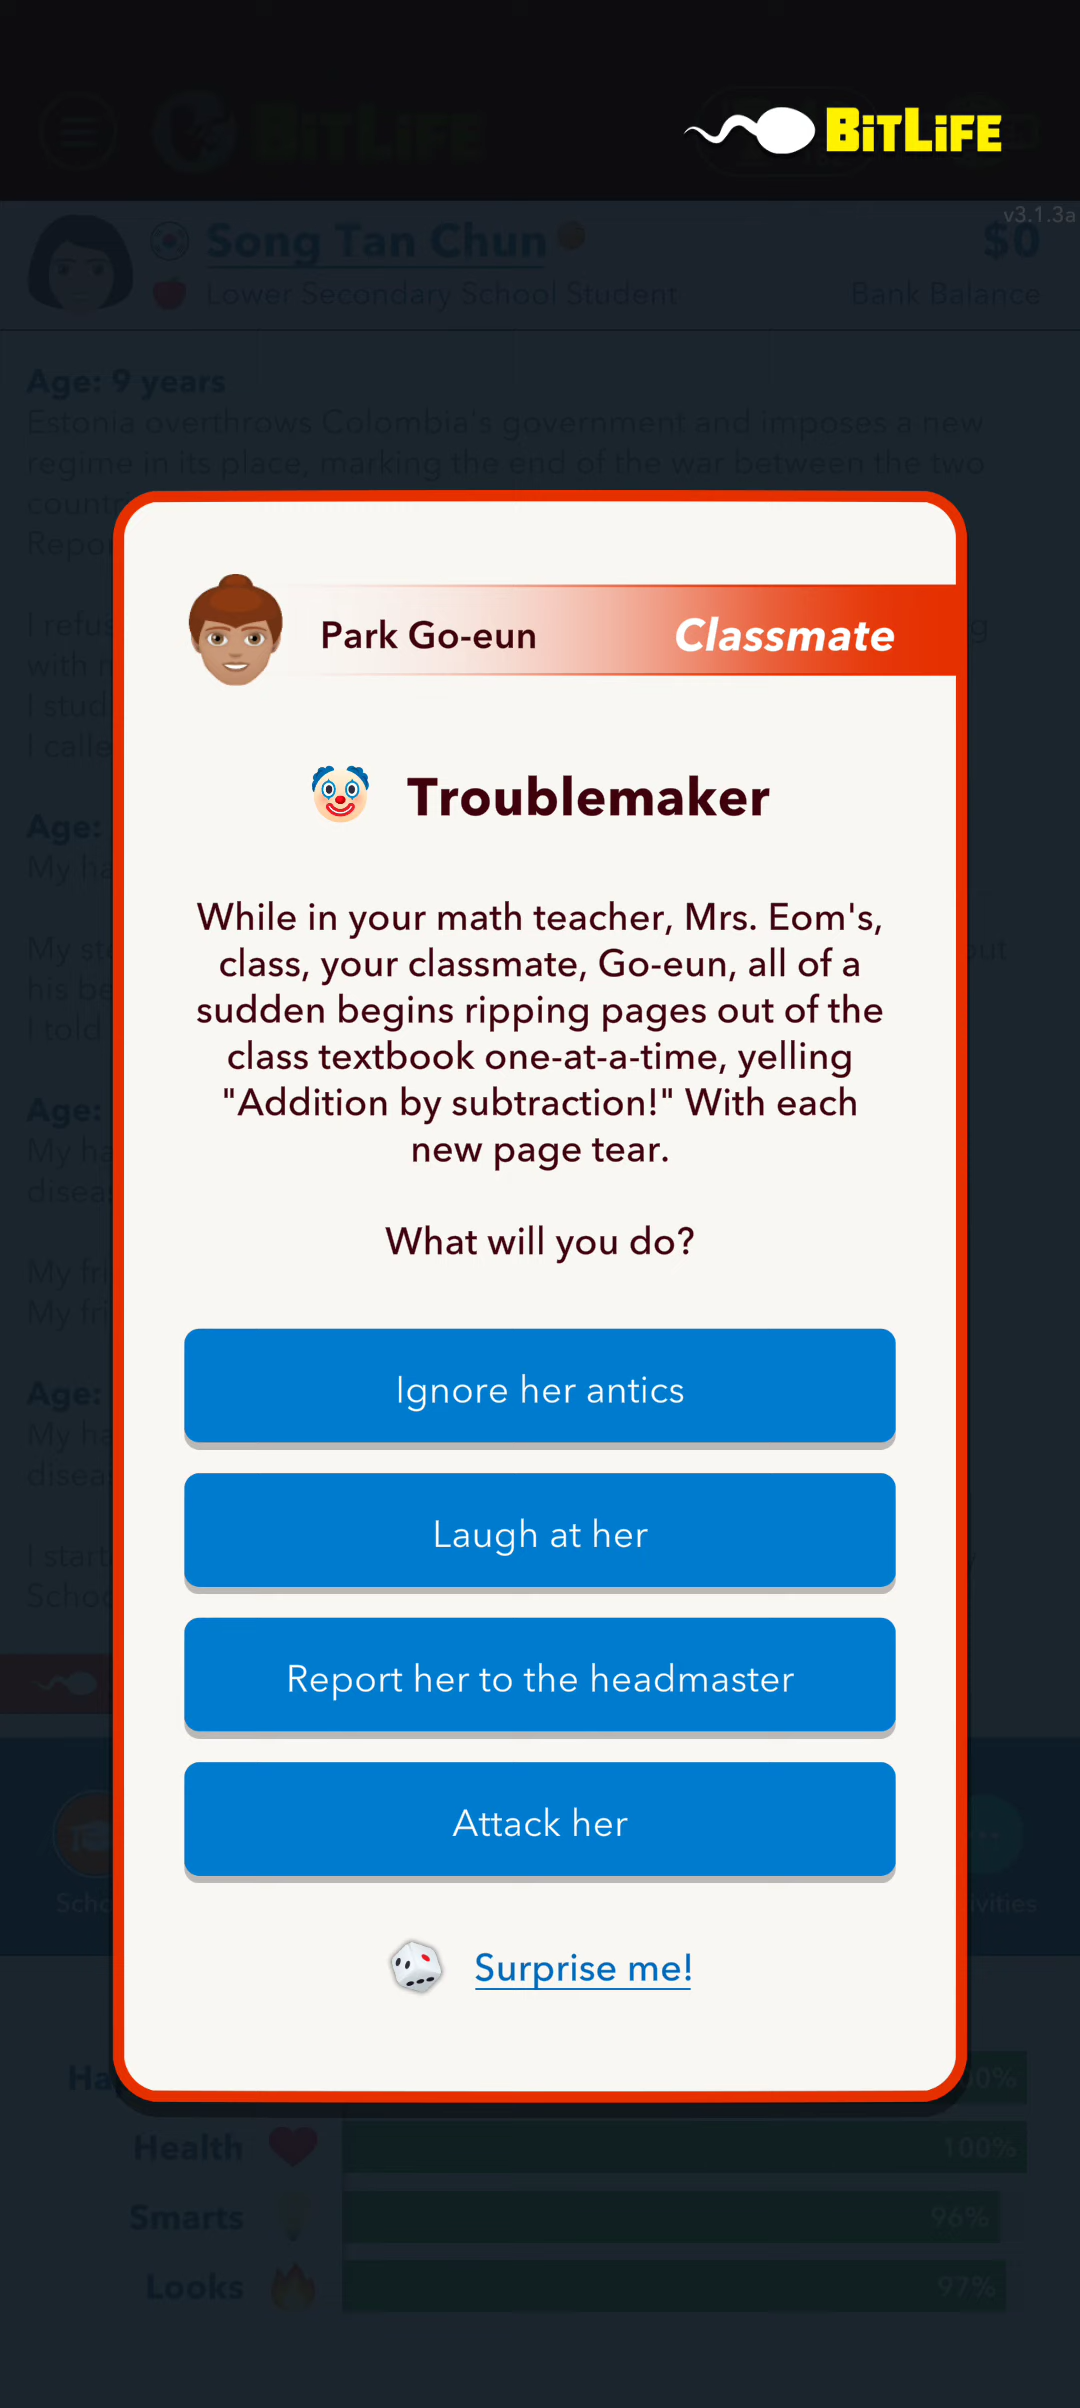 BitLife
BitLife
v3.1.3a
Song Tan Chun
$0
Lower Secondary School Student
Bank Balance
Age: 9 years
Estonia overthrows Colombia's government and imposes a new
regime in its place, marking the end of the war between the two
Park Go-eun
Classmate
Troublemaker
While in your math teacher, Mrs. Eom's,
class, your classmate, Go-eun, all of a
sudden begins ripping pages out of the
class textbook one-at-a-time, yelling
"Addition by subtraction!" With each
new page tear.
What will you do?
Ignore her antics
Laugh at her
Report her to the headmaster
Attack her
Surprise me!
Age:
Age:
Age:
Health
100%
Smarts
96%
Looks
97%